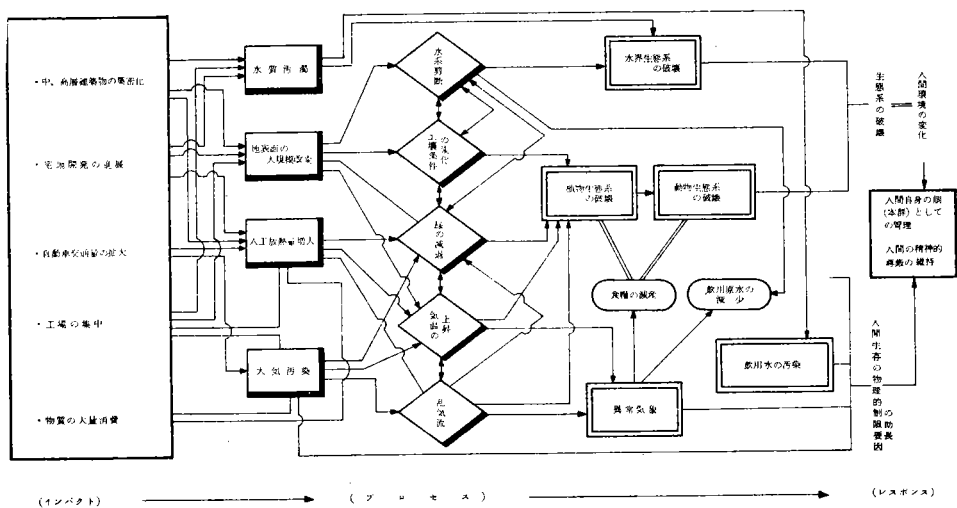 ・中、高層建築物の集密化
・宅地開発の進展
・自動車交通量の拡大
・工場の集中
・物質の大量消費
水質汚濁
地表面の
大規模改変
人工放熱量増大
大気汚染
水系剪断
土壌条件
の悪化
緑の減退
気温の
上昇
乱気流
水界生態系
の破壊
植物生態系
の破壊
動物生態系
の破壊
食糧の減産
飲用原水の
減少
異常気象
飲用水の汚染
生態系の破壊
人間環境の変化
人間自身の個
(本質)としての
管理
人間の精神的
尊厳の維持
人間生存の物理的制限要因
の助長
(インパクト)
(プロセス)
(レスポンス)